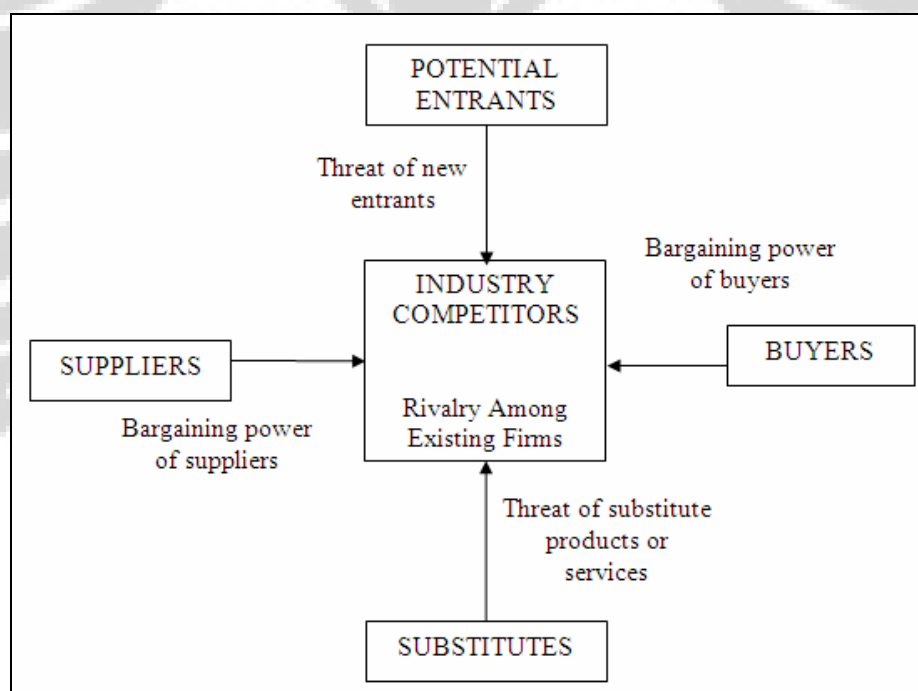 POTENTIAL
ENTRANTS
Threat of new
entrants
Bargaining power
of buyers
INDUSTRY
COMPETITORS
Rivalry Among
Existing Firms
SUPPLIERS
BUYERS
Bargaining power
of suppliers
Threat of substitute
products or
services
SUBSTITUTES